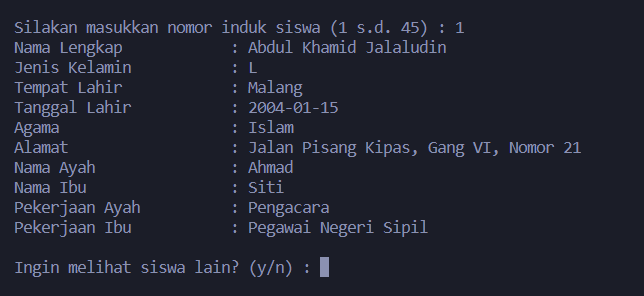 Silakan masukkan nomor induk siswa (1 s.d. 45) : 1
Nama Lengkap : Abdul Khamid Jalaludin
Jenis Kelamin : L
Tempat Lahir : Malang
Tanggal Lahir : 2004-01-15
Agama : Islam
Alamat : Jalan Pisang Kipas, Gang VI, Nomor 21
Nama Ayah : Ahmad
Nama Ibu : Siti
Pekerjaan Ayah : Pengacara
Pekerjaan Ibu : Pegawai Negeri Sipil
Ingin melihat siswa lain? (y/n) :